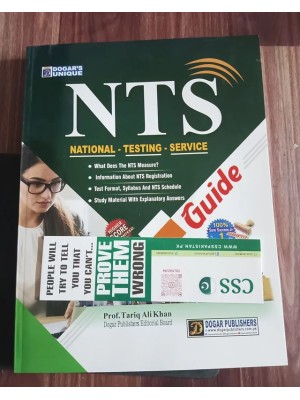 DOGAR'S
UNIQUE
NTS
NATIONAL - TESTING - SERVICE
• What Does The NTS Measure?
• Information About NTS Registration
• Test Format, Syllabus And NTS Schedule
• Study Material With Explanatory Answers
Guide
100%
CORE
PEOPLE WILL
TRY TO TELL
YOU THAT
YOU CAN'T...
PROVE
THEM
WRONG
CSS
WWW.CSSPAKISTAN.PK
Prof. Tariq Ali Khan
Dogar Publishers Editorial Board
DOGAR PUBLISHERS